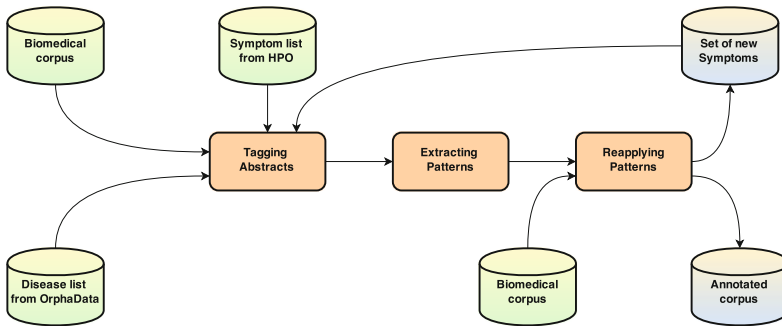 Biomedical
corpus
Symptom list
from HPO
Set of new
Symptoms
Tagging
Abstracts
Extracting
Patterns
Reapplying
Patterns
Disease list
from OrphaData
Biomedical
corpus
Annotated
corpus